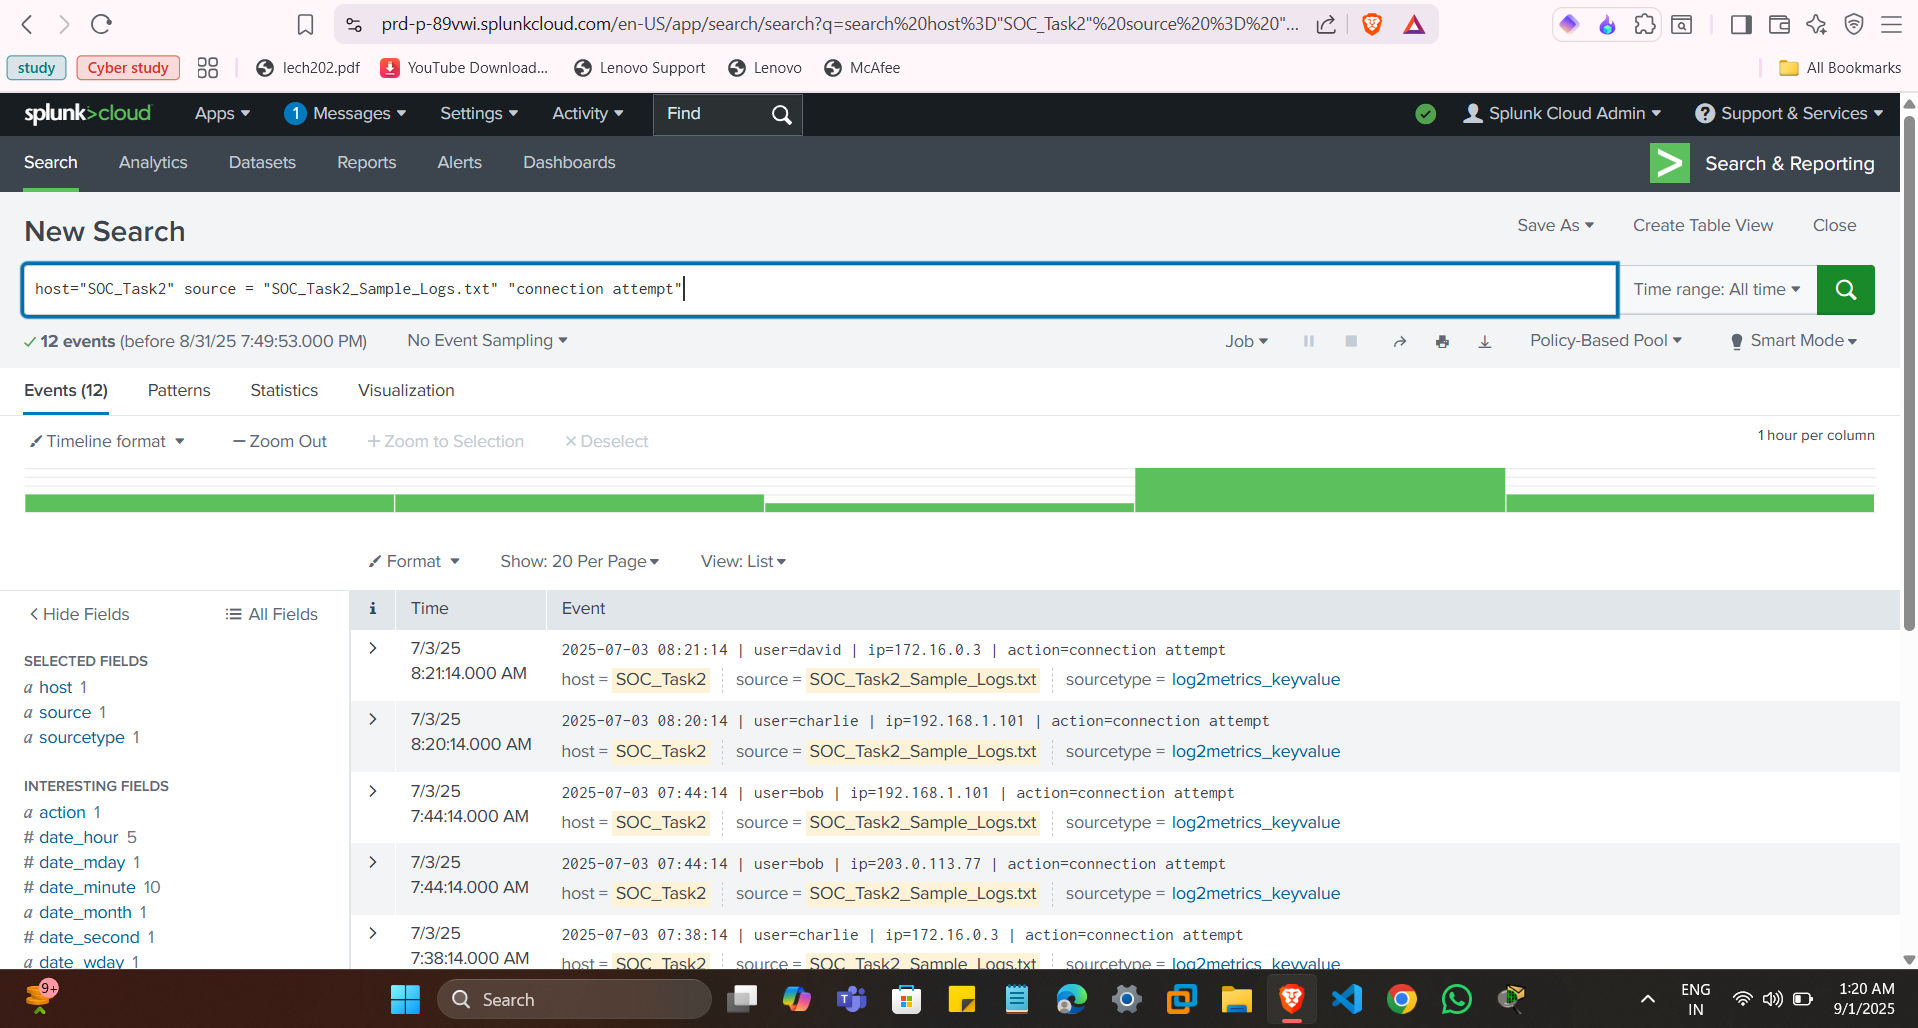 prd-p-89vwi.splunkcloud.com/en-US/app/search/search?q=search%20host%3D"SOC_Task2"%20source%20%3D%20"...
study Cyber study lech202.pdf YouTube Download... Lenovo Support Lenovo McAfee All Bookmarks
splunk>cloud Apps 1 Messages Settings Activity Find Splunk Cloud Admin ? Support & Services
Search Analytics Datasets Reports Alerts Dashboards > Search & Reporting
New Search Save As Create Table View Close
host="SOC_Task2" source = "SOC_Task2_Sample_Logs.txt" "connection attempt" Time range: All time
12 events (before 8/31/25 7:49:53.000 PM) No Event Sampling Job Policy-Based Pool Smart Mode
Events (12) Patterns Statistics Visualization
Timeline format — Zoom Out + Zoom to Selection × Deselect 1 hour per column
Format Show: 20 Per Page View: List
< Hide Fields All Fields
SELECTED FIELDS
a host 1
a source 1
a sourcetype 1
INTERESTING FIELDS
a action 1
# date_hour 5
# date_mday 1
# date_minute 10
a date_month 1
# date_second 1
a date_wday 1
i Time Event
> 7/3/25 8:21:14.000 AM
2025-07-03 08:21:14 | user=david | ip=172.16.0.3 | action=connection attempt
host = SOC_Task2 source = SOC_Task2_Sample_Logs.txt sourcetype = log2metrics_keyvalue
> 7/3/25 8:20:14.000 AM
2025-07-03 08:20:14 | user=charlie | ip=192.168.1.101 | action=connection attempt
host = SOC_Task2 source = SOC_Task2_Sample_Logs.txt sourcetype = log2metrics_keyvalue
> 7/3/25 7:44:14.000 AM
2025-07-03 07:44:14 | user=bob | ip=192.168.1.101 | action=connection attempt
host = SOC_Task2 source = SOC_Task2_Sample_Logs.txt sourcetype = log2metrics_keyvalue
> 7/3/25 7:44:14.000 AM
2025-07-03 07:44:14 | user=bob | ip=203.0.113.77 | action=connection attempt
host = SOC_Task2 source = SOC_Task2_Sample_Logs.txt sourcetype = log2metrics_keyvalue
> 7/3/25 7:38:14.000 AM
2025-07-03 07:38:14 | user=charlie | ip=172.16.0.3 | action=connection attempt
host = SOC_Task2 source = SOC_Task2_Sample_Logs.txt sourcetype = log2metrics_keyvalue
9+ Search ENG IN 1:20 AM 9/1/2025